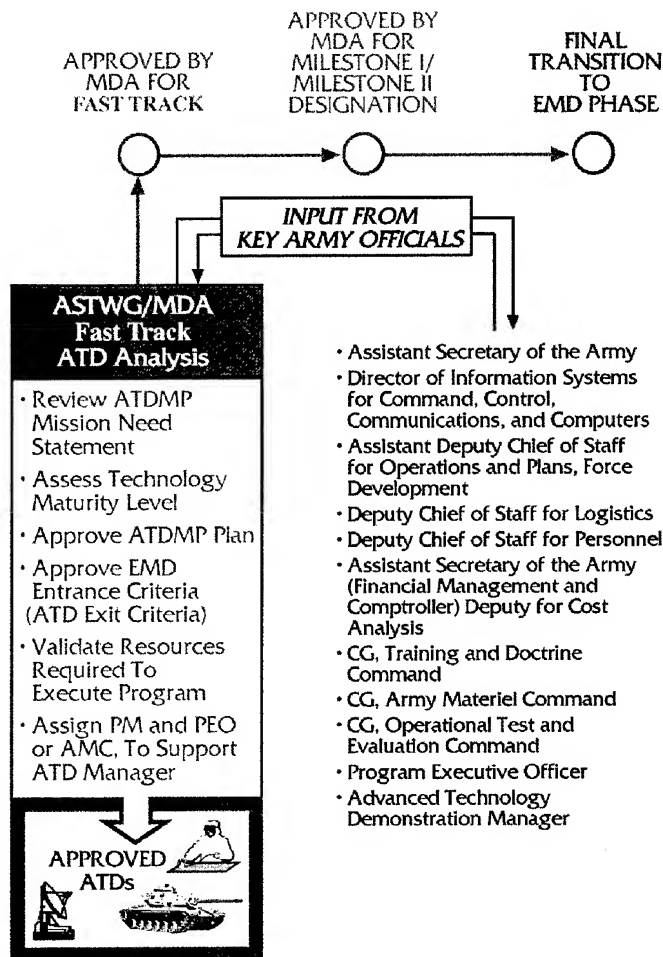 APPROVED BY
MDA FOR
FAST TRACK
APPROVED BY
MDA FOR
MILESTONE I/
MILESTONE II
DESIGNATION
FINAL
TRANSITION
TO
EMD PHASE
INPUT FROM
KEY ARMY OFFICIALS
ASTWG/MDA
Fast Track
ATD Analysis
· Review ATDMP
Mission Need
Statement
· Assess Technology
Maturity Level
· Approve ATDMP Plan
· Approve EMD
Entrance Criteria
(ATD Exit Criteria)
· Validate Resources
Required To
Execute Program
· Assign PM and PEO
or AMC, To Support
ATD Manager
APPROVED
ATDs
· Assistant Secretary of the Army
· Director of Information Systems
for Command, Control,
Communications, and Computers
· Assistant Deputy Chief of Staff
for Operations and Plans, Force
Development
· Deputy Chief of Staff for Logistics
· Deputy Chief of Staff for Personnel
· Assistant Secretary of the Army
(Financial Management and
Comptroller) Deputy for Cost
Analysis
· CG, Training and Doctrine
Command
· CG, Army Materiel Command
· CG, Operational Test and
Evaluation Command
· Program Executive Officer
· Advanced Technology
Demonstration Manager